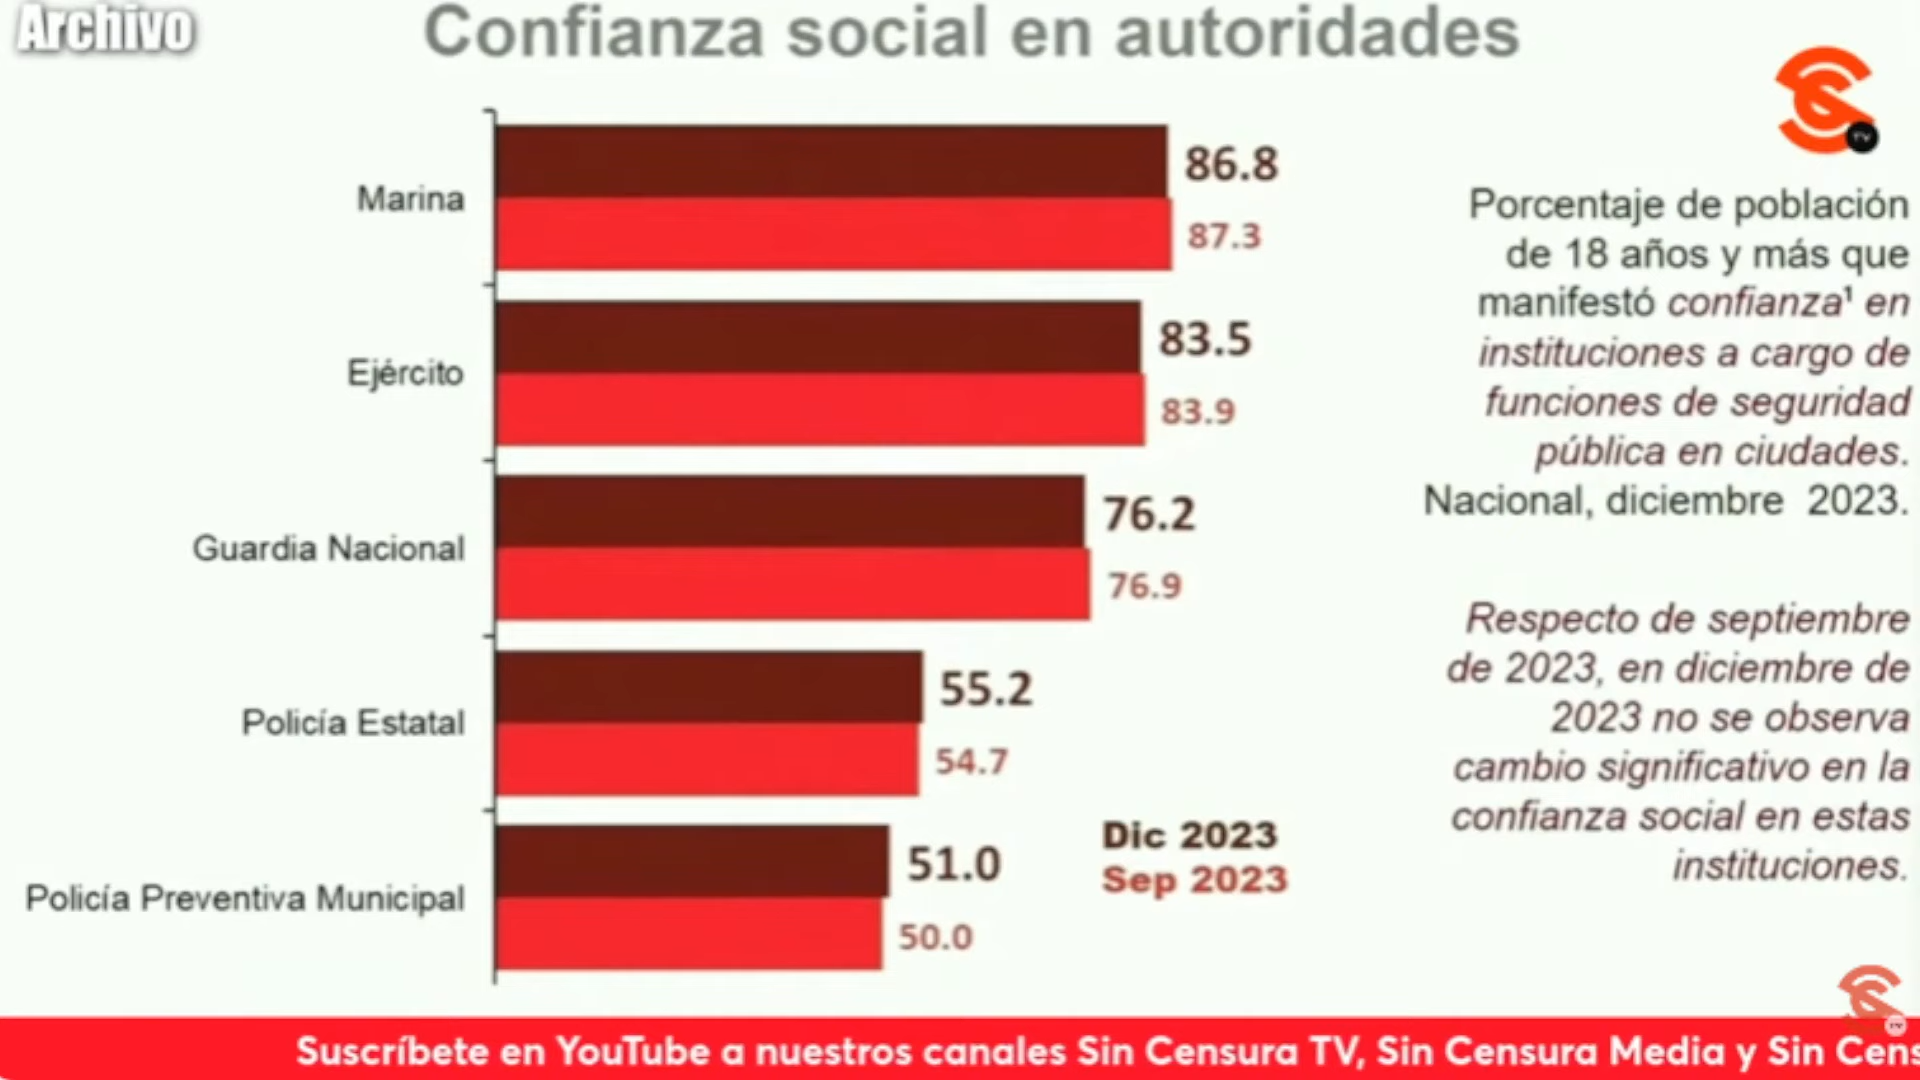 Archivo
Confianza social en autoridades
Marina
86.8
87.3
Ejército
83.5
83.9
Guardia Nacional
76.2
76.9
Policía Estatal
55.2
54.7
Policía Preventiva Municipal
51.0
50.0
Dic 2023
Sep 2023
TV
Porcentaje de población
de 18 años y más que
manifestó confianza¹ en
instituciones a cargo de
funciones de seguridad
pública en ciudades.
Nacional, diciembre 2023.
Respecto de septiembre
de 2023, en diciembre de
2023 no se observa
cambio significativo en la
confianza social en estas
instituciones.
TV
Suscríbete en YouTube a nuestros canales Sin Censura TV, Sin Censura Media y Sin Cens